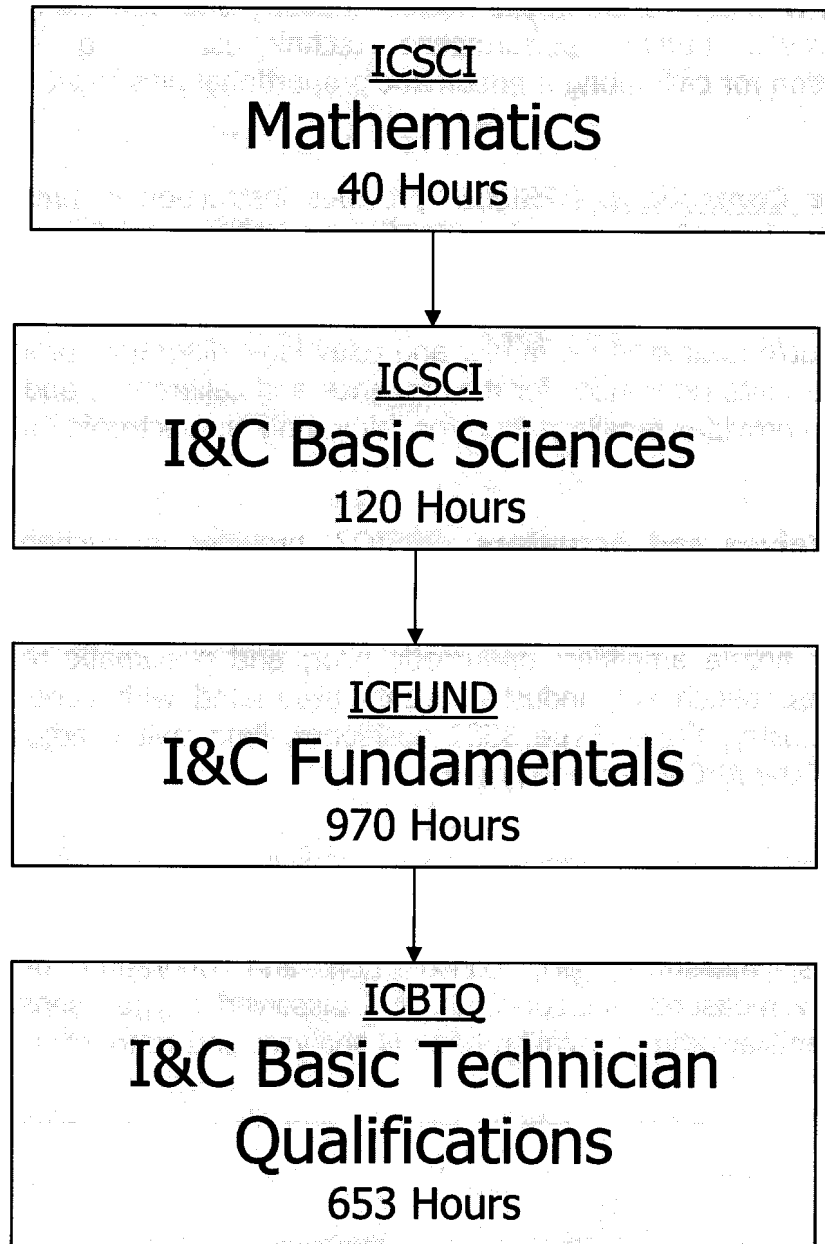 ICSCI
Mathematics
40 Hours
ICSCI
I&C Basic Sciences
120 Hours
ICFUND
I&C Fundamentals
970 Hours
ICBTQ
I&C Basic Technician
Qualifications
653 Hours